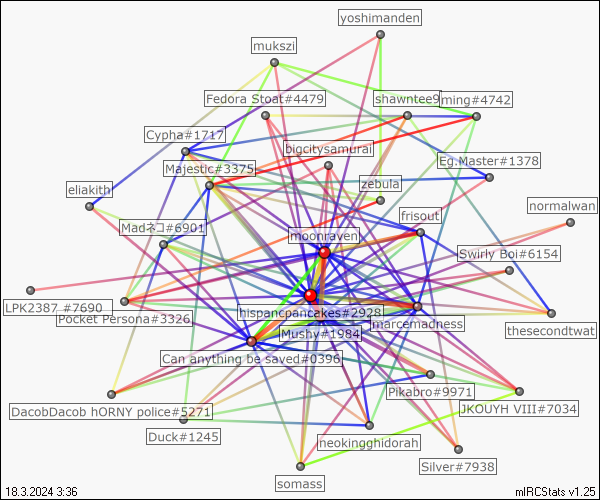 yoshimanden
mukszi
Fedora Stoat#4479
shawntee9
ming#4742
Cypha#1717
bigcitysamurai
Eg.Master#1378
Majestic#3375
zebula
eliakith
normalwan
frisout
Madネコ#6901
moonraven
Swirly Boi#6154
LPK2387 #7690
hispancpancakes#2928
Pocket Persona#3326
marcemadness
thesecondtwat
Mushy#1984
Can anything be saved#0396
Pikabro#9971
DacobDacob hORNY police#5271
JKOUYH VIII#7034
Duck#1245
neokingghidorah
Silver#7938
somass
18.3.2024 3:36
mIRCStats v1.25